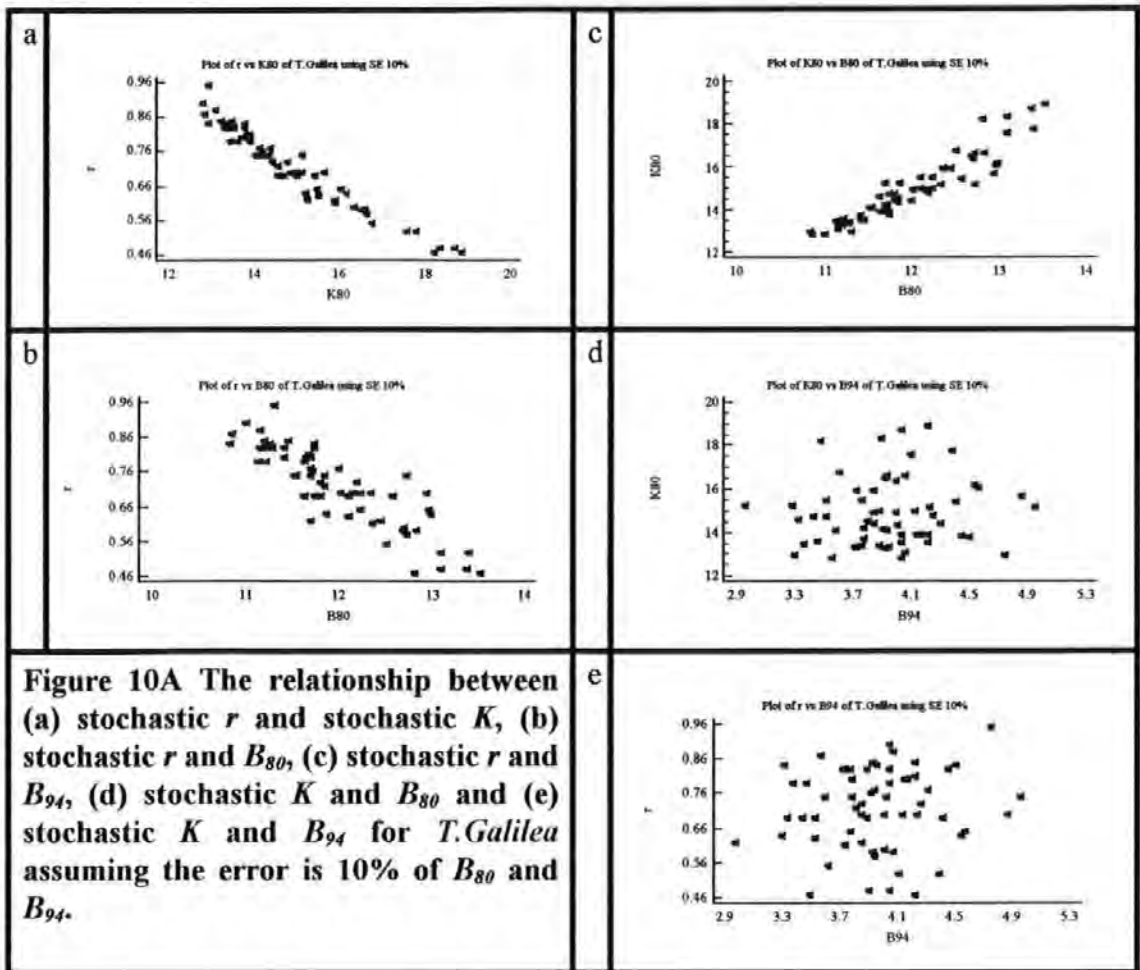 a
Plot of r vs K80 of T.Galilea using SE 10%
0.96
0.86
0.76
0.66
0.56
0.46
r
12 14 16 18 20
K80
b
Plot of r vs B80 of T.Galilea using SE 10%
0.96
0.86
0.76
0.66
0.56
0.46
r
10 11 12 13 14
B80
Figure 10A The relationship between
(a) stochastic r and stochastic K, (b)
stochastic r and B80, (c) stochastic r and
B94, (d) stochastic K and B80 and (e)
stochastic K and B94 for T.Galilea
assuming the error is 10% of B80 and
B94.
c
Plot of K80 vs B80 of T.Galilea using SE 10%
20
18
16
14
12
K80
10 11 12 13 14
B80
d
Plot of K80 vs B94 of T.Galilea using SE 10%
20
18
16
14
12
K80
2.9 3.3 3.7 4.1 4.5 4.9 5.3
B94
e
Plot of r vs B94 of T.Galilea using SE 10%
0.96
0.86
0.76
0.66
0.56
0.46
r
2.9 3.3 3.7 4.1 4.5 4.9 5.3
B94